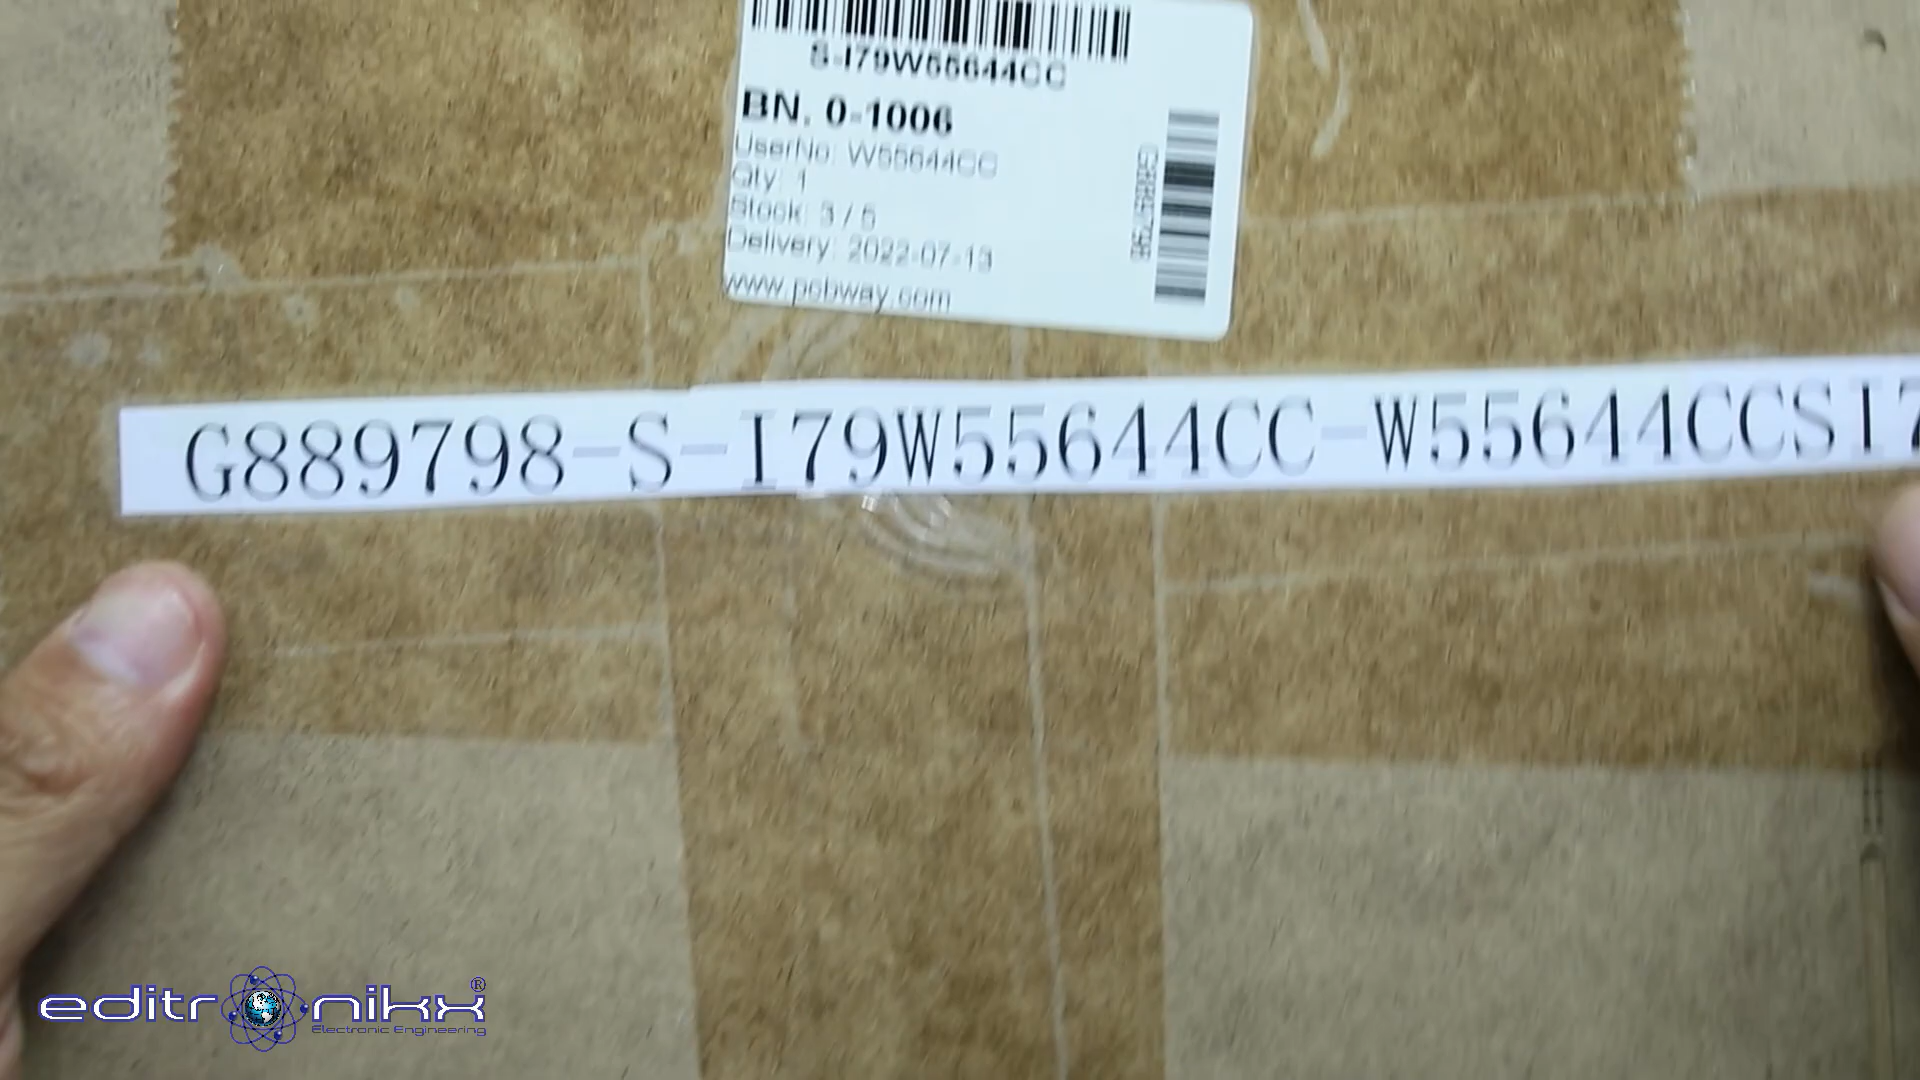 S-I79W55644CC
BN. 0-1006
UserNo: W55644CC
Qty: 1
Stock: 3 / 5
Delivery: 2022-07-13
www.pcbway.com
G889798
G889798-S-I79W55644CC-W55644CCSI7
editronikx®
Electronic Engineering